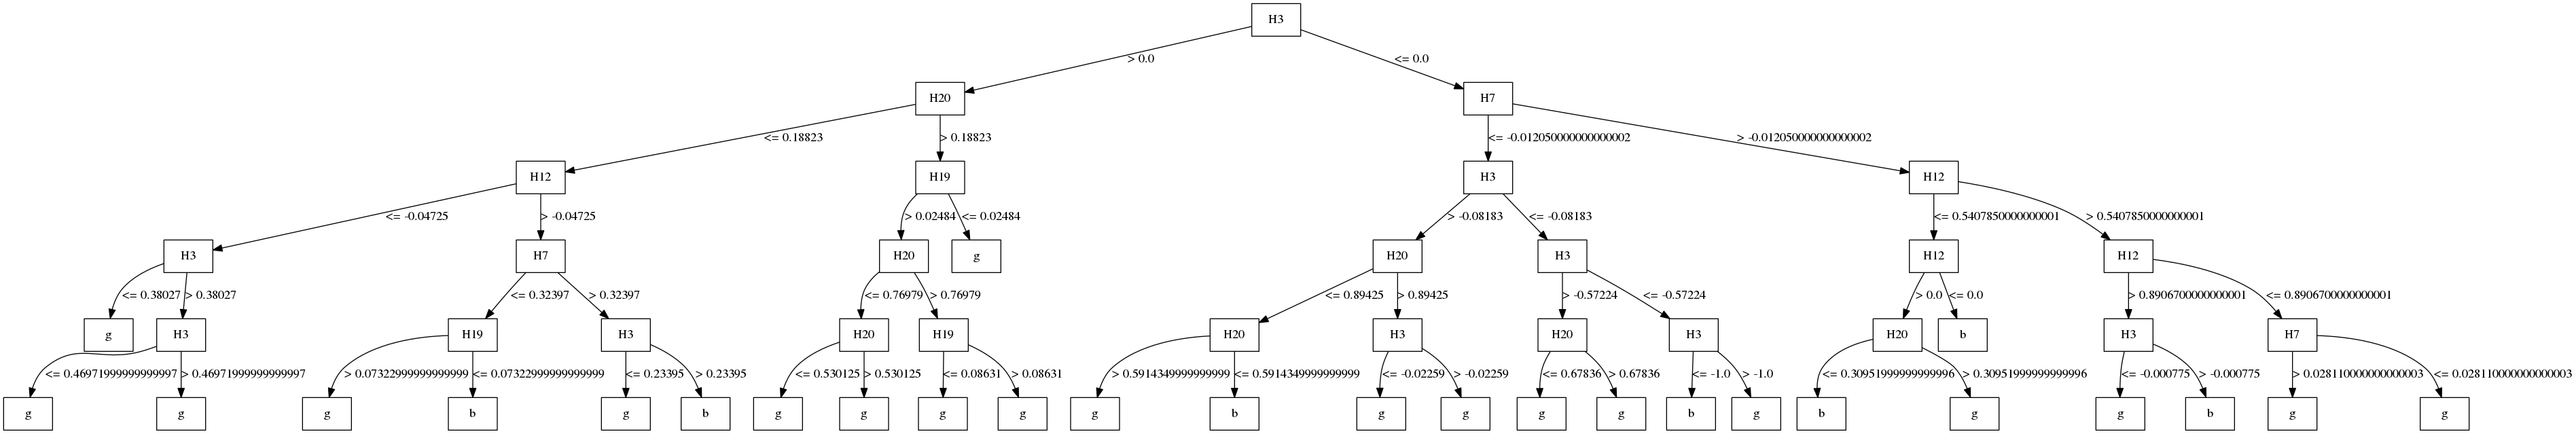 H3
> 0.0
<= 0.0
H20
H7
<= 0.18823
> 0.18823
<= -0.012050000000000002
> -0.012050000000000002
H12
H19
H3
H12
<= -0.04725
> -0.04725
> 0.02484
<= 0.02484
> -0.08183
<= -0.08183
<= 0.5407850000000001
> 0.5407850000000001
H3
H7
H20
g
H20
H3
H12
H12
<= 0.38027
> 0.38027
<= 0.32397
> 0.32397
<= 0.76979
> 0.76979
<= 0.89425
> 0.89425
> -0.57224
<= -0.57224
> 0.0
<= 0.0
> 0.8906700000000001
<= 0.8906700000000001
g
H3
H19
H3
H20
H19
H20
H3
H20
H3
H20
b
H3
H7
<= 0.46971999999999997
> 0.46971999999999997
> 0.07322999999999999
<= 0.07322999999999999
<= 0.23395
> 0.23395
<= 0.530125
> 0.530125
<= 0.08631
> 0.08631
> 0.5914349999999999
<= 0.5914349999999999
<= -0.02259
> -0.02259
<= 0.67836
> 0.67836
<= -1.0
> -1.0
<= 0.30951999999999996
> 0.30951999999999996
<= -0.000775
> -0.000775
> 0.028110000000000003
<= 0.028110000000000003
g
g
g
b
g
b
g
g
g
g
g
b
g
g
g
g
b
g
b
g
g
b
g
g